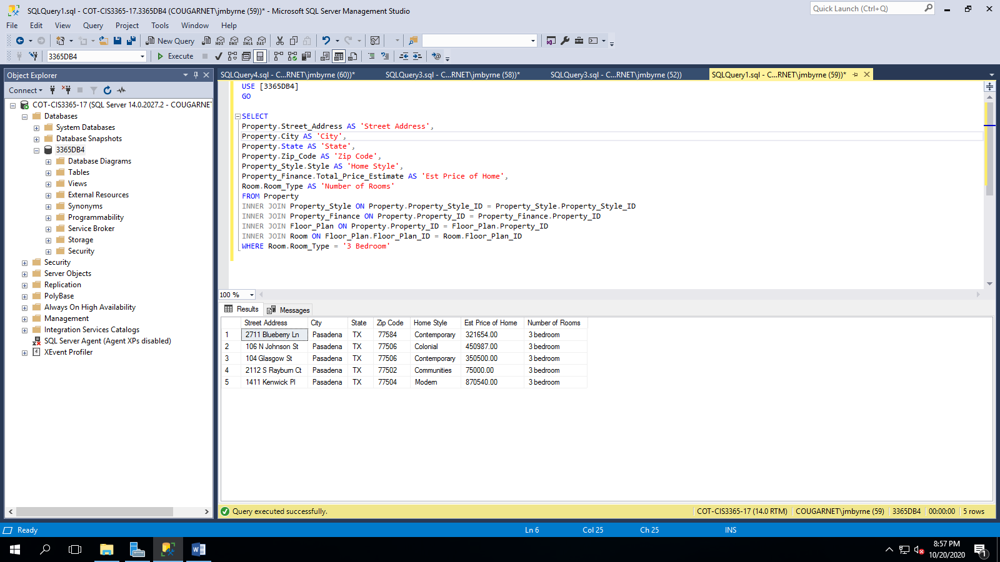 SQLQuery1.sql - COT-CIS3365-17.3365DB4 (COUGARNET\jmbyrne (59))* - Microsoft SQL Server Management Studio
Quick Launch (Ctrl+Q)
File Edit View Query Project Tools Window Help
New Query MDX DMX XMLA DAX
3365DB4 Execute
Object Explorer
Connect
COT-CIS3365-17 (SQL Server 14.0.2027.2 - COUGARNET
Databases
System Databases
Database Snapshots
3365DB4
Database Diagrams
Tables
Views
External Resources
Synonyms
Programmability
Service Broker
Storage
Security
Security
Server Objects
Replication
PolyBase
Always On High Availability
Management
Integration Services Catalogs
SQL Server Agent (Agent XPs disabled)
XEvent Profiler
SQLQuery4.sql - C...RNET\jmbyrne (60))* SQLQuery3.sql - C...RNET\jmbyrne (58))* SQLQuery3.sql - C...RNET\jmbyrne (52)) SQLQuery1.sql - C...RNET\jmbyrne (59))*
USE [3365DB4]
GO
SELECT
Property.Street_Address AS 'Street Address',
Property.City AS 'City',
Property.State AS 'State',
Property.Zip_Code AS 'Zip Code',
Property_Style.Style AS 'Home Style',
Property_Finance.Total_Price_Estimate AS 'Est Price of Home',
Room.Room_Type AS 'Number of Rooms'
FROM Property
INNER JOIN Property_Style ON Property.Property_Style_ID = Property_Style.Property_Style_ID
INNER JOIN Property_Finance ON Property.Property_ID = Property_Finance.Property_ID
INNER JOIN Floor_Plan ON Property.Property_ID = Floor_Plan.Property_ID
INNER JOIN Room ON Floor_Plan.Floor_Plan_ID = Room.Floor_Plan_ID
WHERE Room.Room_Type = '3 Bedroom'
100 %
Results Messages
Street Address City State Zip Code Home Style Est Price of Home Number of Rooms
1 2711 Blueberry Ln Pasadena TX 77584 Contemporary 321654.00 3 bedroom
2 106 N Johnson St Pasadena TX 77506 Colonial 450987.00 3 bedroom
3 104 Glasgow St Pasadena TX 77506 Contemporary 350500.00 3 bedroom
4 2112 S Rayburn Ct Pasadena TX 77502 Communities 75000.00 3 bedroom
5 1411 Kenwick Pl Pasadena TX 77504 Modern 870540.00 3 bedroom
Query executed successfully. COT-CIS3365-17 (14.0 RTM) COUGARNET\jmbyrne (59) 3365DB4 00:00:00 5 rows
Ready Ln 6 Col 25 Ch 25 INS
8:57 PM
10/20/2020
1